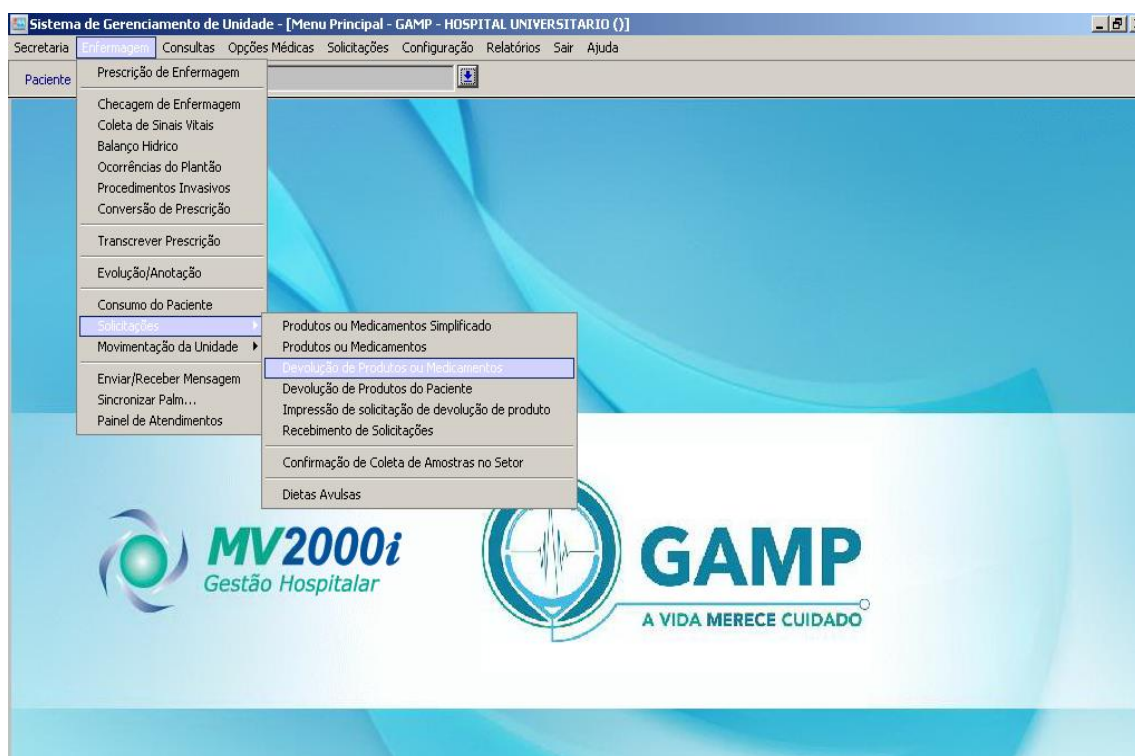 Sistema de Gerenciamento de Unidade - [Menu Principal - GAMP - HOSPITAL UNIVERSITARIO ()]
Secretaria Enfermagem Consultas Opções Médicas Solicitações Configuração Relatórios Sair Ajuda
Paciente
Prescrição de Enfermagem
Checagem de Enfermagem
Coleta de Sinais Vitais
Balanço Hidrico
Ocorrências do Plantão
Procedimentos Invasivos
Conversão de Prescrição
Transcrever Prescrição
Evolução/Anotação
Consumo do Paciente
Solicitações
Movimentação da Unidade
Enviar/Receber Mensagem
Sincronizar Palm...
Painel de Atendimentos
Produtos ou Medicamentos Simplificado
Produtos ou Medicamentos
Devolução de Produtos ou Medicamentos
Devolução de Produtos do Paciente
Impressão de solicitação de devolução de produto
Recebimento de Solicitações
Confirmação de Coleta de Amostras no Setor
Dietas Avulsas
MV2000i
Gestão Hospitalar
GAMP
A VIDA MERECE CUIDADO